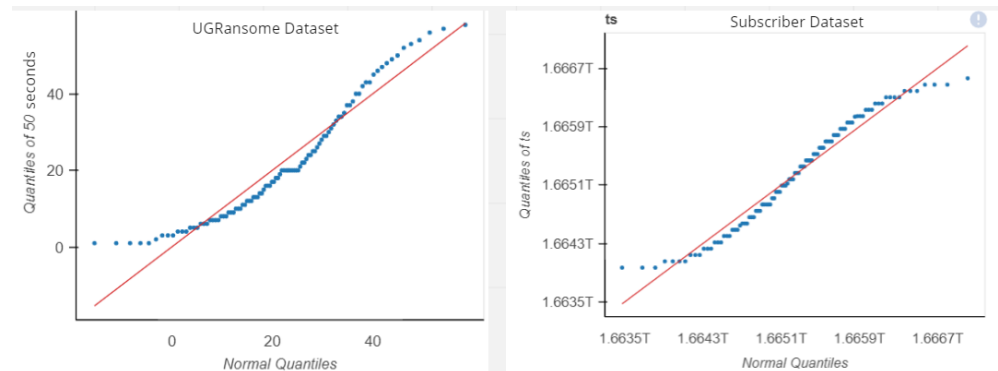 UGRansome Dataset
Quantiles of 50 seconds
40
20
0
0
20
40
Normal Quantiles
ts
Subscriber Dataset
!
Quantiles of ts
1.6667T
1.6659T
1.6651T
1.6643T
1.6635T
1.6635T
1.6643T
1.6651T
1.6659T
1.6667T
Normal Quantiles